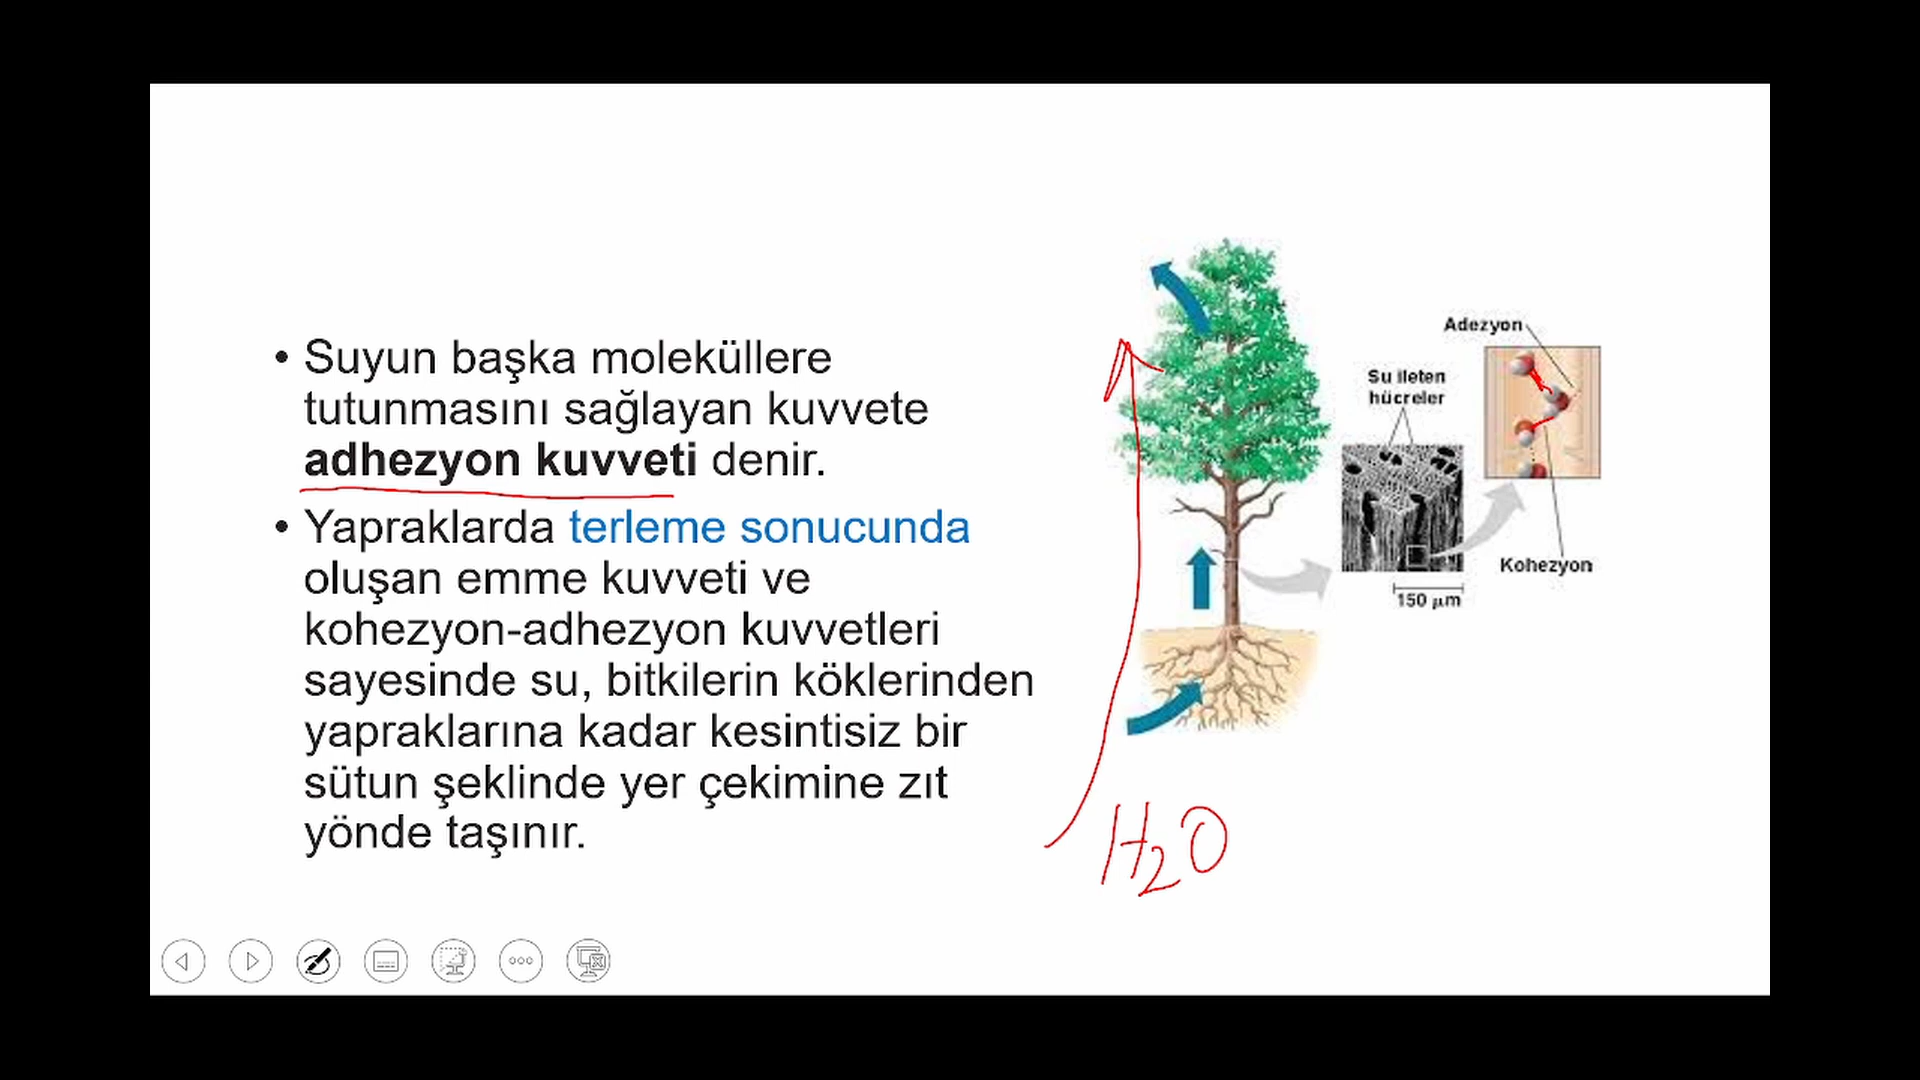 • Suyun başka moleküllere
tutunmasını sağlayan kuvvete
adhezyon kuvveti denir.
• Yapraklarda terleme sonucunda
oluşan emme kuvveti ve
kohezyon-adhezyon kuvvetleri
sayesinde su, bitkilerin köklerinden
yapraklarına kadar kesintisiz bir
sütun şeklinde yer çekimine zıt
yönde taşınır.
Adezyon
Su ileten
hücreler
Kohezyon
150 µm
H2O